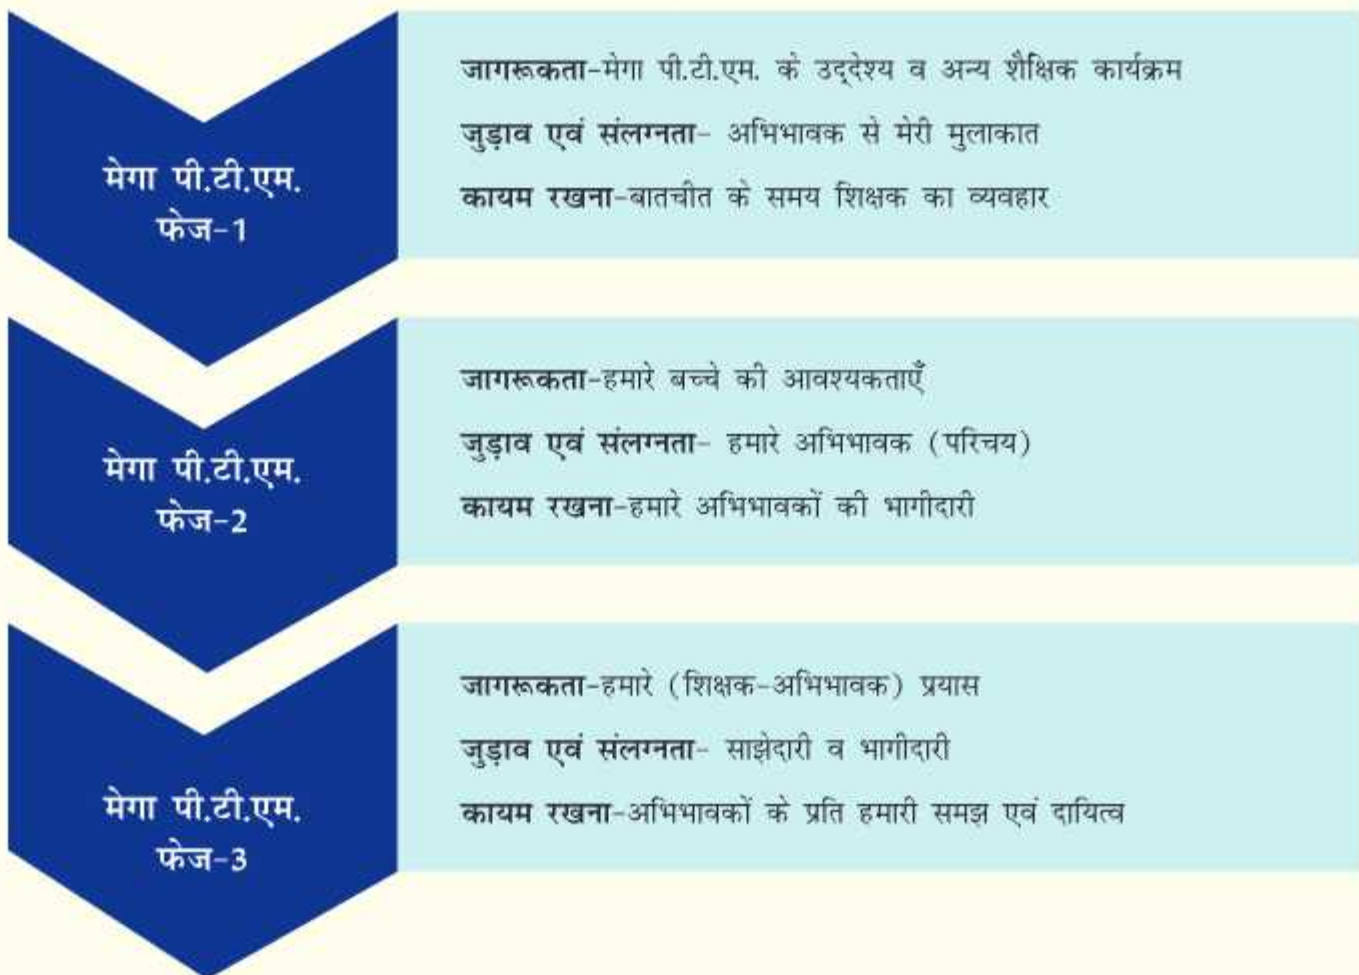 मेगा पी.टी.एम.
फेज-1
जागरूकता-मेगा पी.टी.एम. के उद्देश्य व अन्य शैक्षिक कार्यक्रम
जुड़ाव एवं संलग्नता- अभिभावक से मेरी मुलाकात
कायम रखना-बातचीत के समय शिक्षक का व्यवहार
मेगा पी.टी.एम.
फेज-2
जागरूकता-हमारे बच्चे की आवश्यकताएँ
जुड़ाव एवं संलग्नता- हमारे अभिभावक (परिचय)
कायम रखना-हमारे अभिभावकों की भागीदारी
मेगा पी.टी.एम.
फेज-3
जागरूकता-हमारे (शिक्षक-अभिभावक) प्रयास
जुड़ाव एवं संलग्नता- साझेदारी व भागीदारी
कायम रखना-अभिभावकों के प्रति हमारी समझ एवं दायित्व